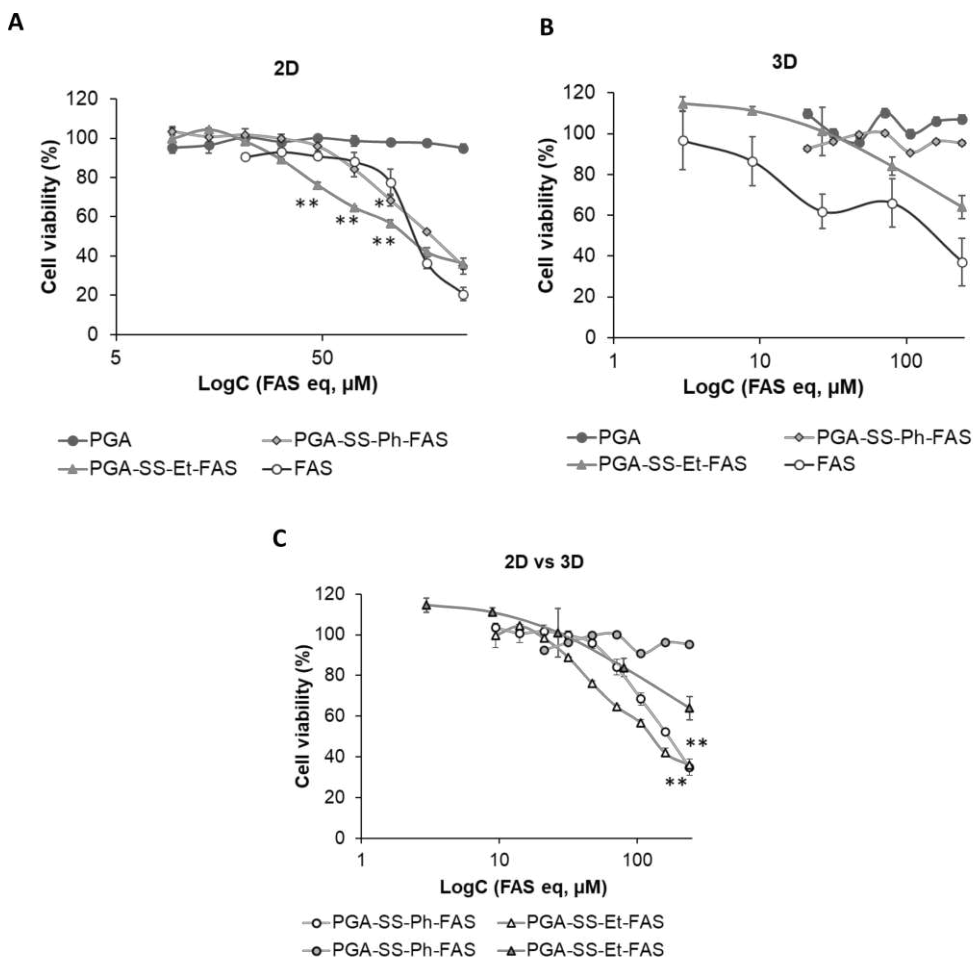 A
2D
Cell viability (%)
120
100
80
60
40
20
0
** ** ** *
5 50
LogC (FAS eq, µM)
PGA PGA-SS-Ph-FAS
PGA-SS-Et-FAS FAS
B
3D
Cell viability (%)
120
100
80
60
40
20
0
1 10 100
LogC (FAS eq, µM)
PGA PGA-SS-Ph-FAS
PGA-SS-Et-FAS FAS
C
2D vs 3D
Cell viability (%)
120
100
80
60
40
20
0
**
**
1 10 100
LogC (FAS eq, µM)
PGA-SS-Ph-FAS PGA-SS-Et-FAS
PGA-SS-Ph-FAS PGA-SS-Et-FAS